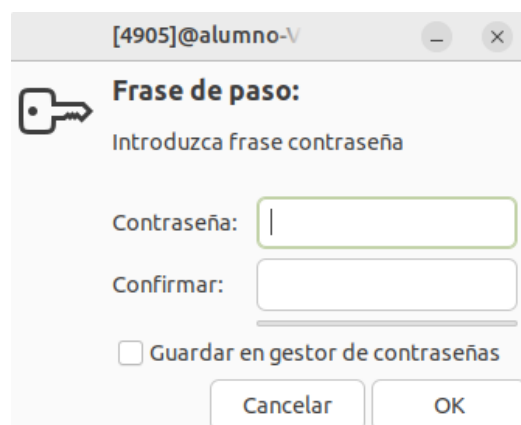 [4905]@alumno-V
Frase de paso:
Introduzca frase contraseña
Contraseña:
Confirmar:
Guardar en gestor de contraseñas
Cancelar OK